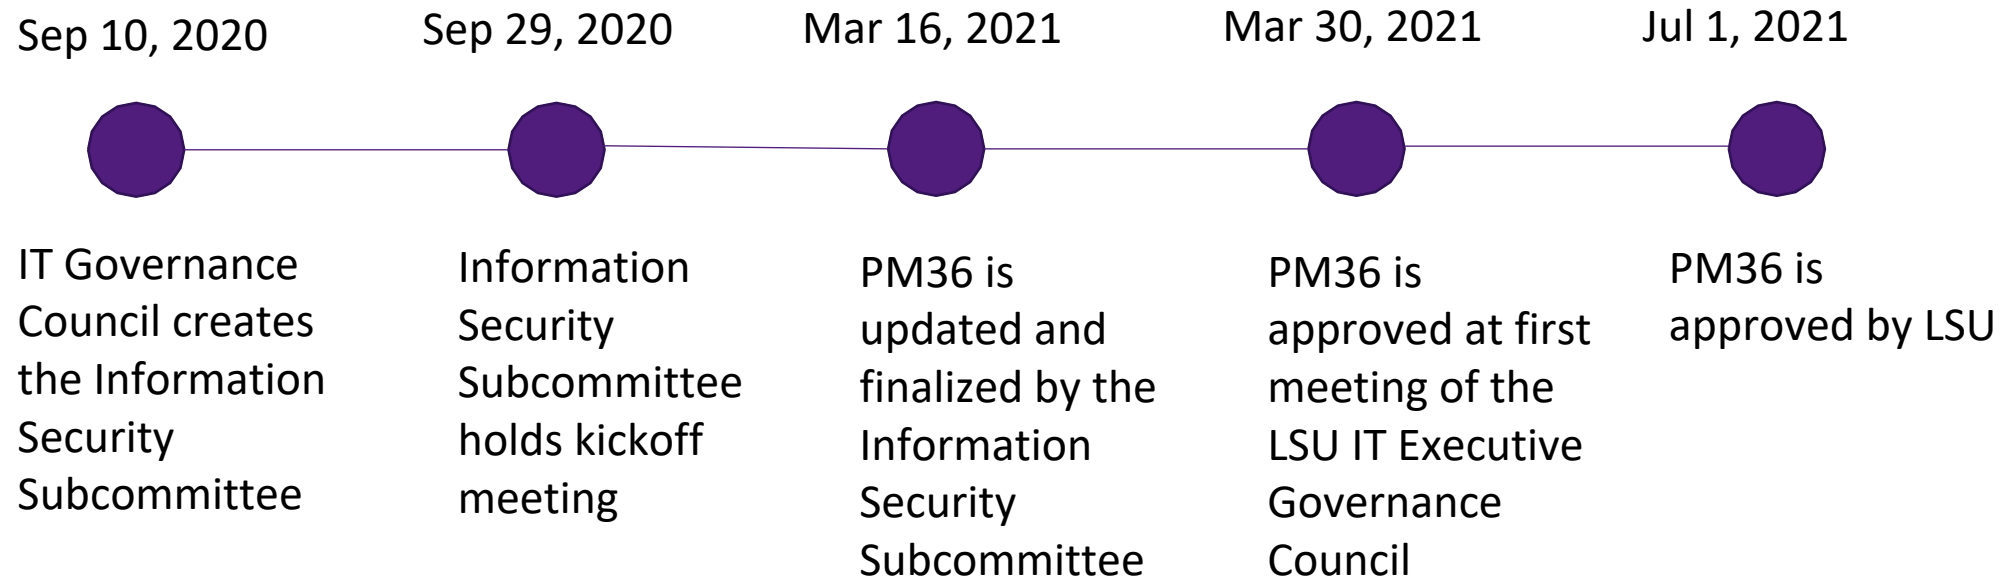 Sep 10, 2020
Sep 29, 2020
Mar 16, 2021
Mar 30, 2021
Jul 1, 2021
IT Governance
Council creates
the Information
Security
Subcommittee
Information
Security
Subcommittee
holds kickoff
meeting
PM36 is
updated and
finalized by the
Information
Security
Subcommittee
PM36 is
approved at first
meeting of the
LSU IT Executive
Governance
Council
PM36 is
approved by LSU